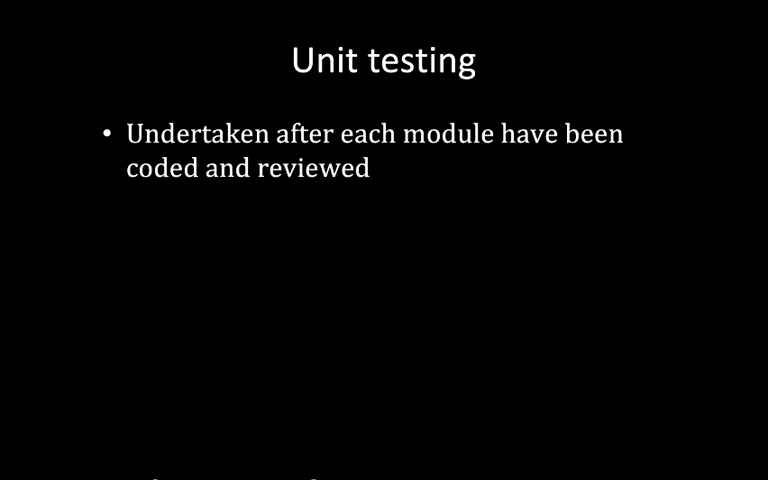 Unit testing
• Undertaken after each module have been
coded and reviewed